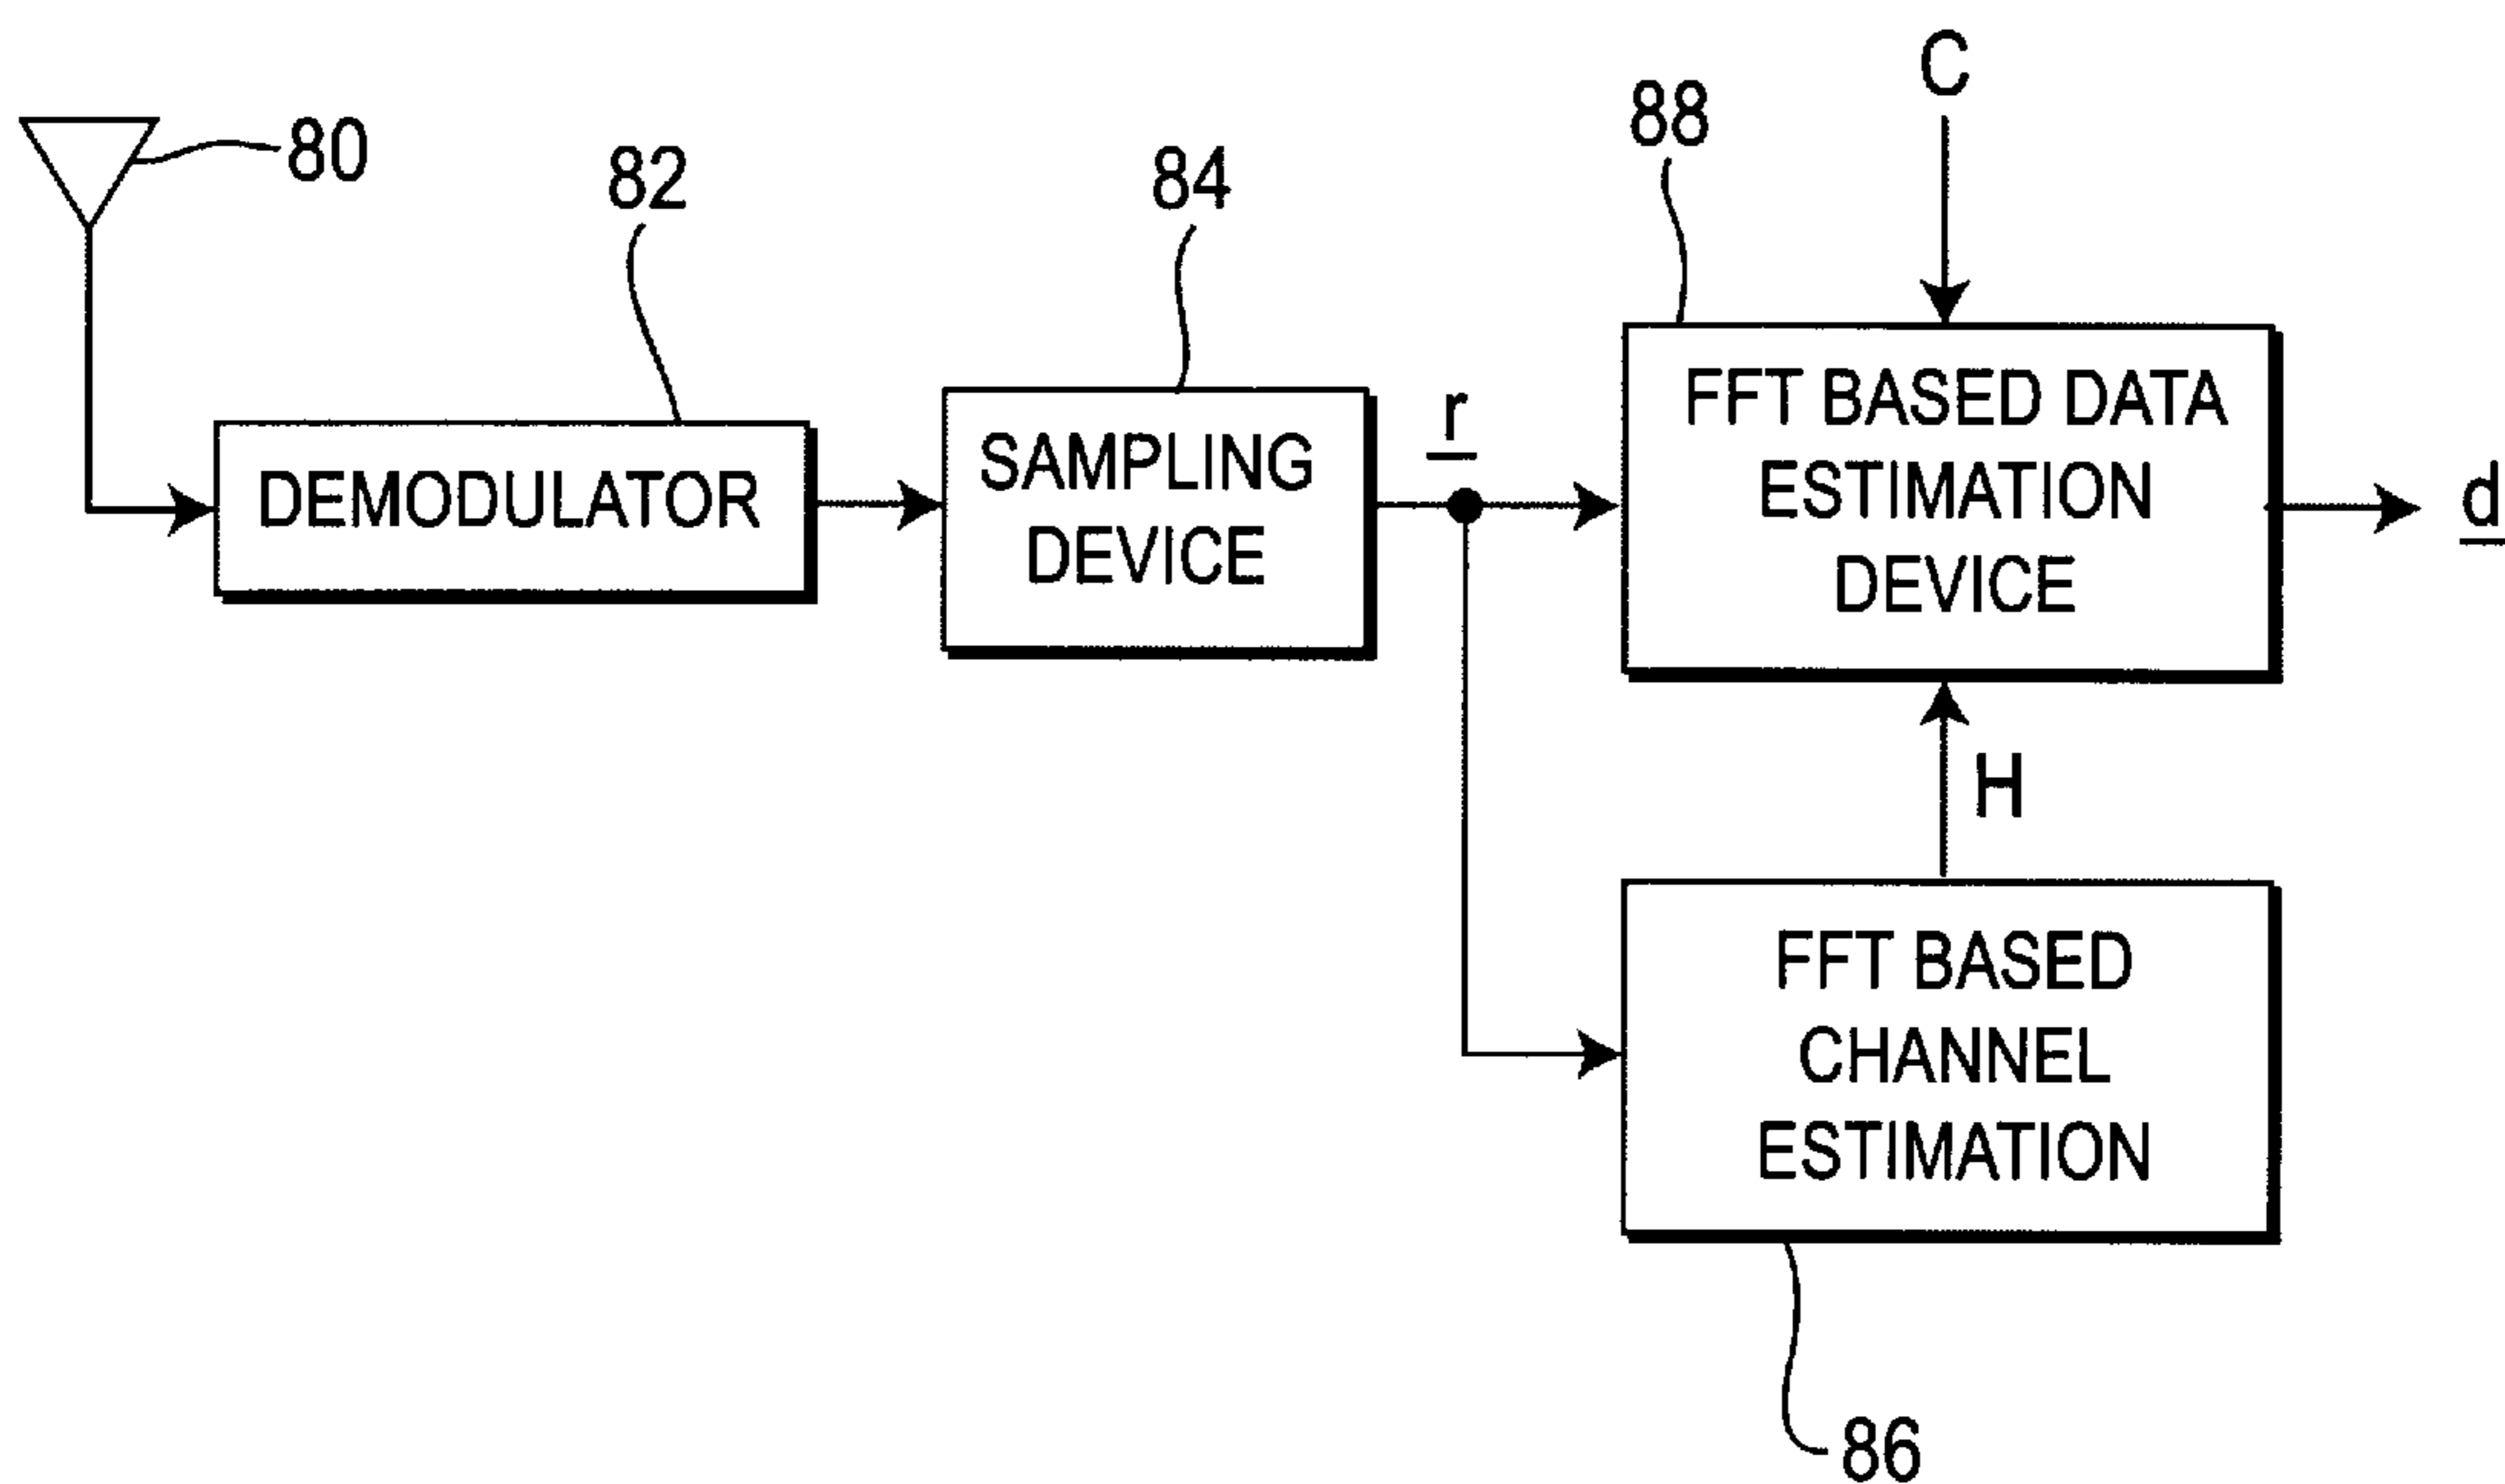 C
88
80
82
84
FFT BASED DATA
ESTIMATION
DEVICE
r
SAMPLING
DEVICE
DEMODULATOR
d
H
FFT BASED
CHANNEL
ESTIMATION
86